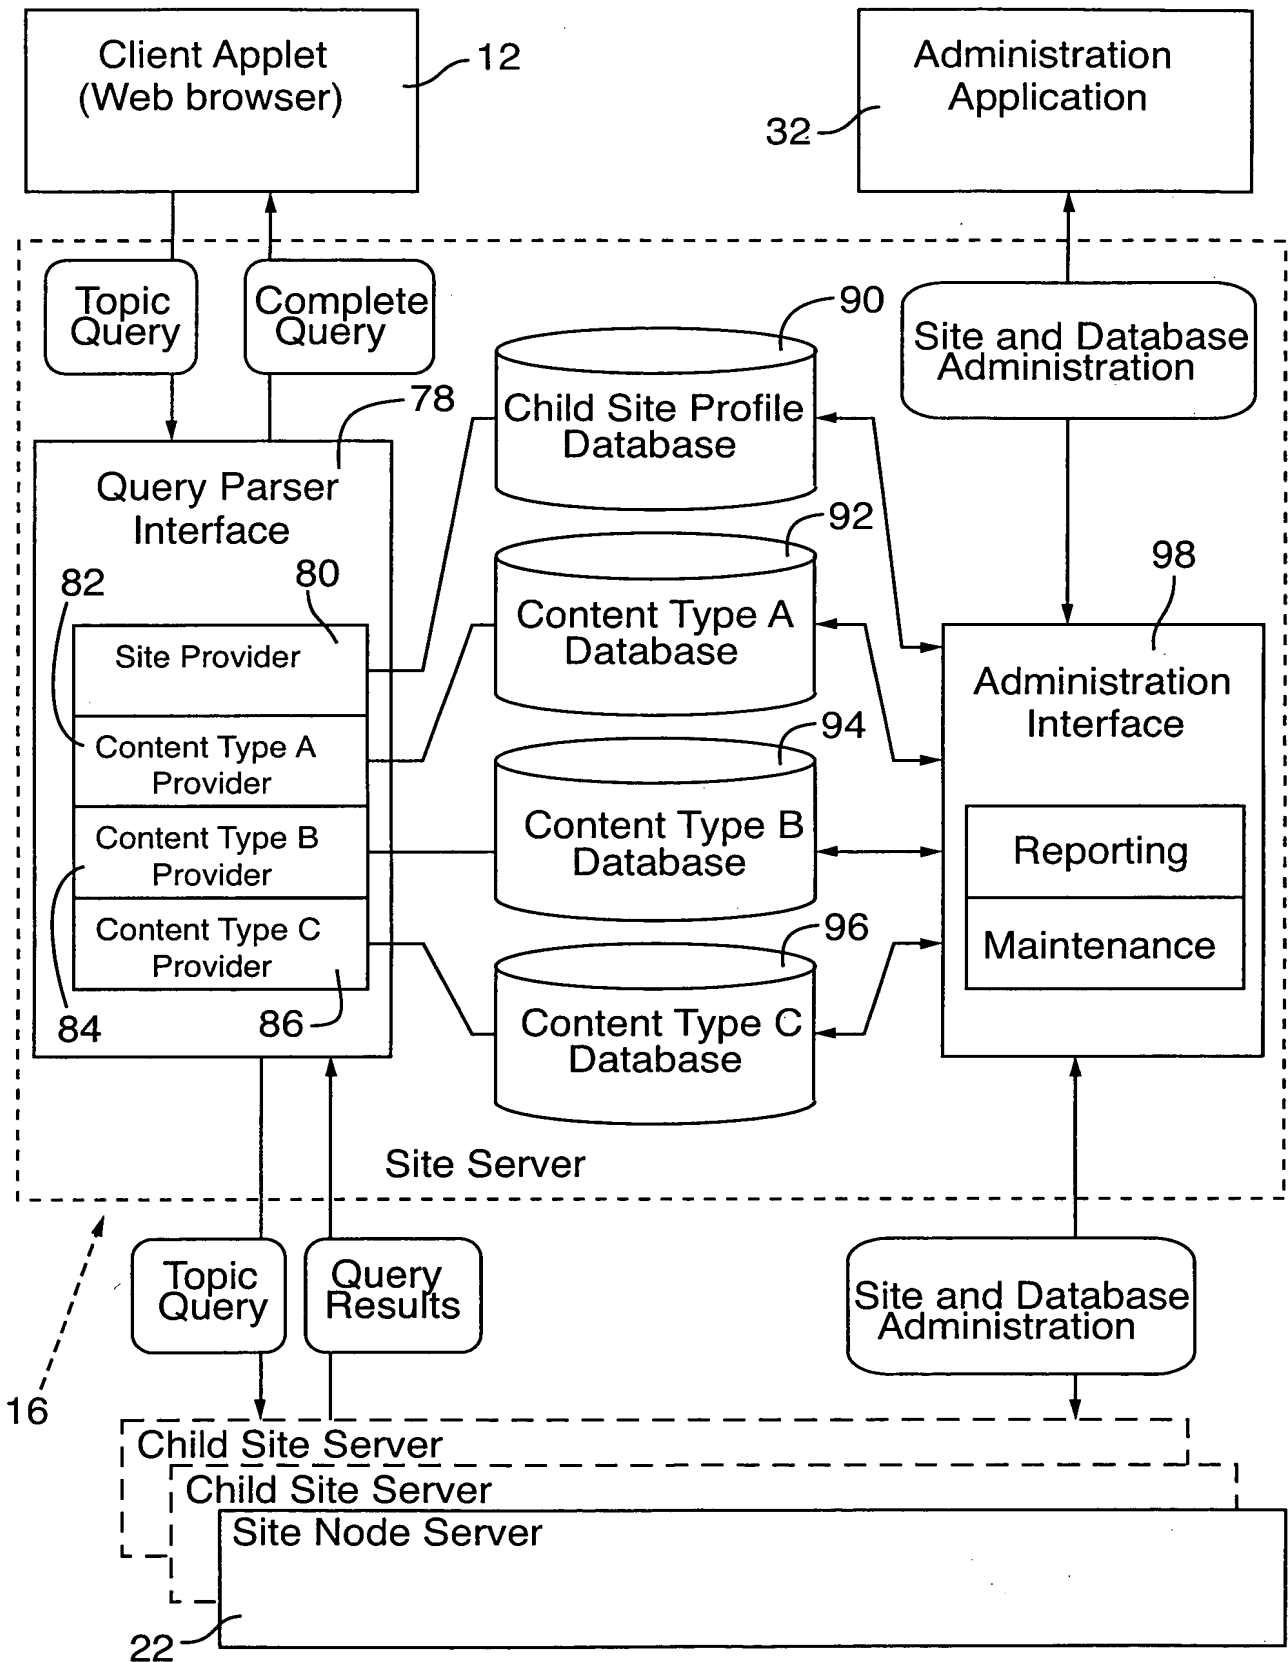 Client Applet
(Web browser)
12
Administration
Application
32
Topic
Query
Complete
Query
90
Site and Database
Administration
78
Child Site Profile
Database
Query Parser
Interface
92
82
80
98
Content Type A
Database
Site Provider
Administration
Interface
94
Content Type A
Provider
Content Type B
Database
Content Type B
Provider
Reporting
96
Content Type C
Provider
Maintenance
84
86
Content Type C
Database
Site Server
Topic
Query
Query
Results
Site and Database
Administration
16
Child Site Server
Child Site Server
Site Node Server
22